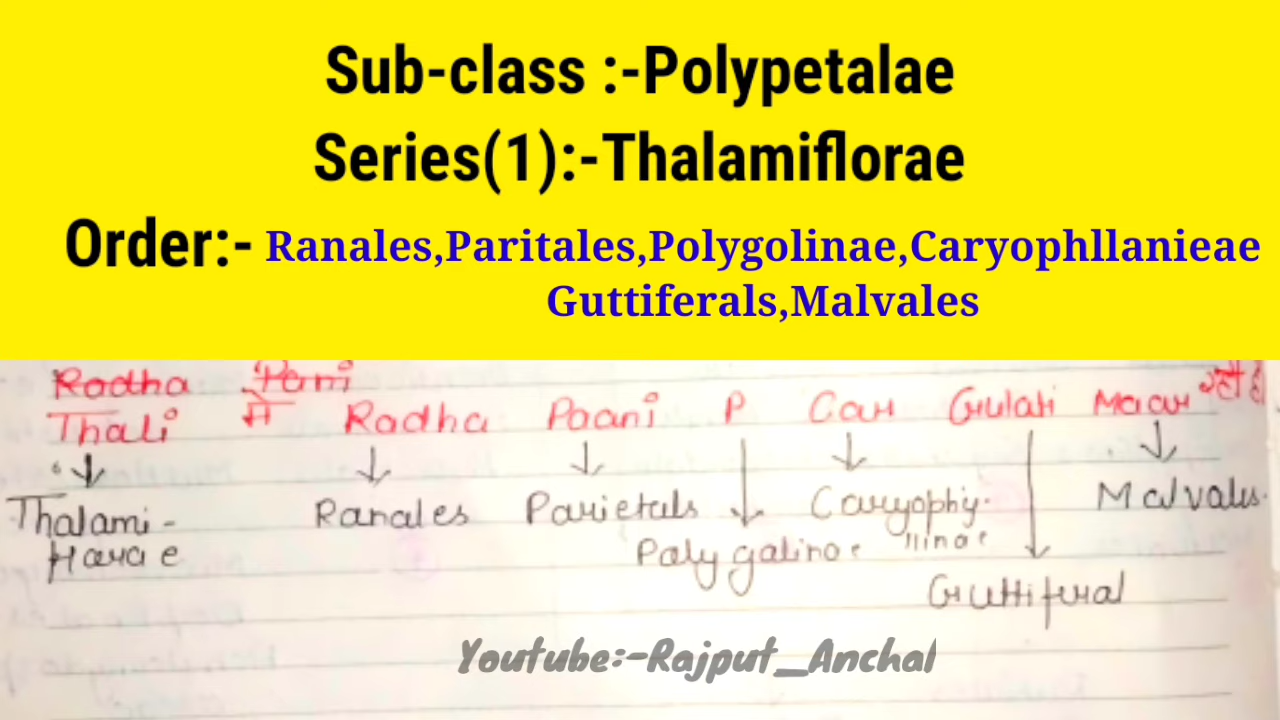 Sub-class :-Polypetalae
Series(1):-Thalamiflorae
Order:- Ranales,Paritales,Polygolinae,Caryophllanieae
Guttiferals,Malvales
Radha Pani
Thali में Radha Paani P Car Gulati Maar रही है
Thalami- Ranales Parietals Caryophy- Malvales.
florae Polygalinae llinae
Guttiferal
Youtube:-Rajput_Anchal